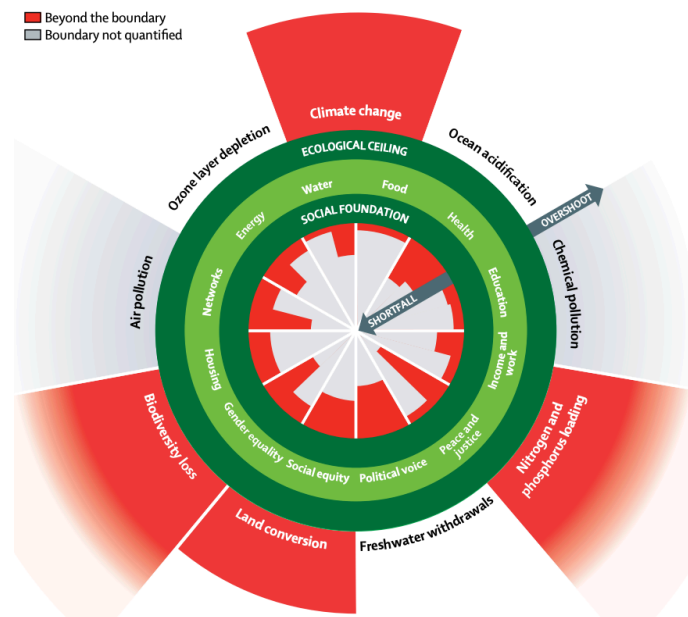 Beyond the boundary
Boundary not quantified
Climate change
Ozone layer depletion
Ocean acidification
ECOLOGICAL CEILING
Water
Food
Energy
Health
SOCIAL FOUNDATION
OVERSHOOT
Air pollution
Networks
Education
Chemical pollution
SHORTFALL
Housing
Income and
work
Biodiversity loss
Gender equality
Social equity
Political voice
Peace and
justice
Nitrogen and
phosphorus loading
Land conversion
Freshwater withdrawals